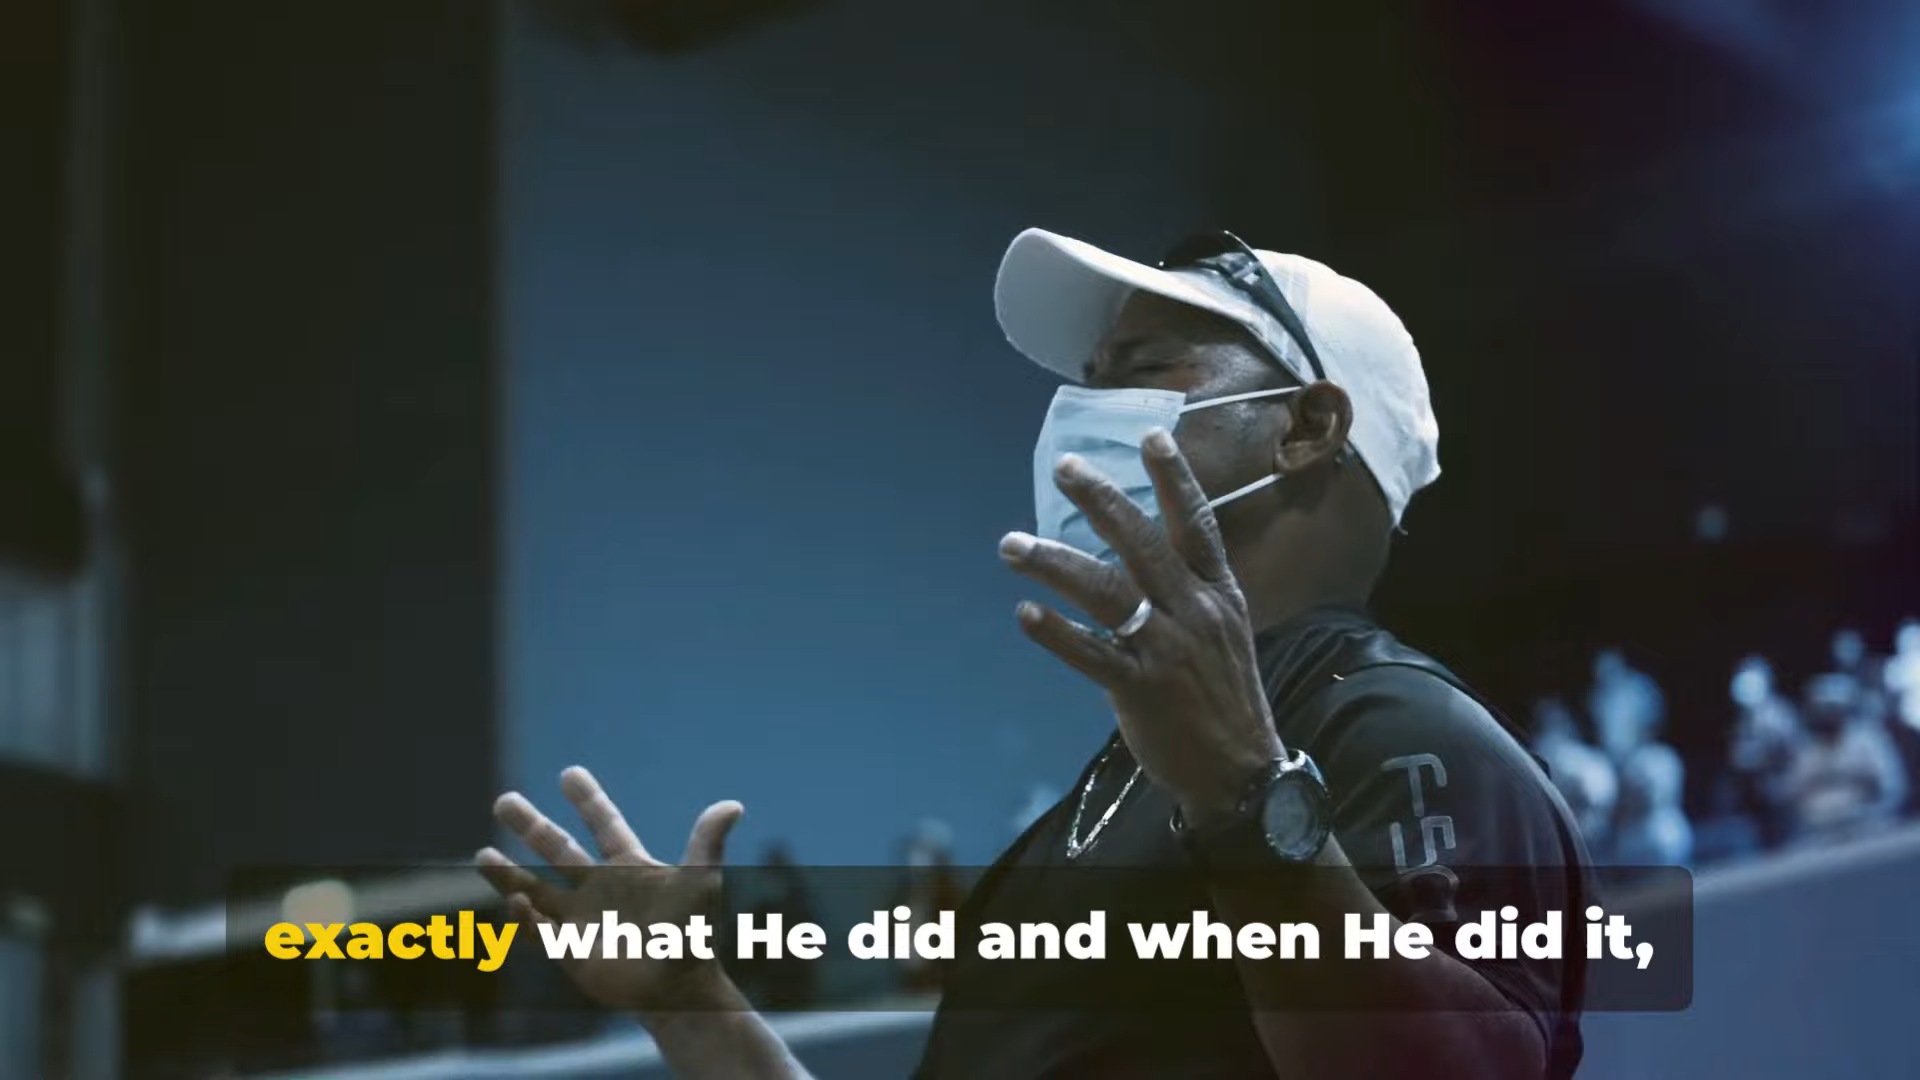 exactly what He did and when He did it,